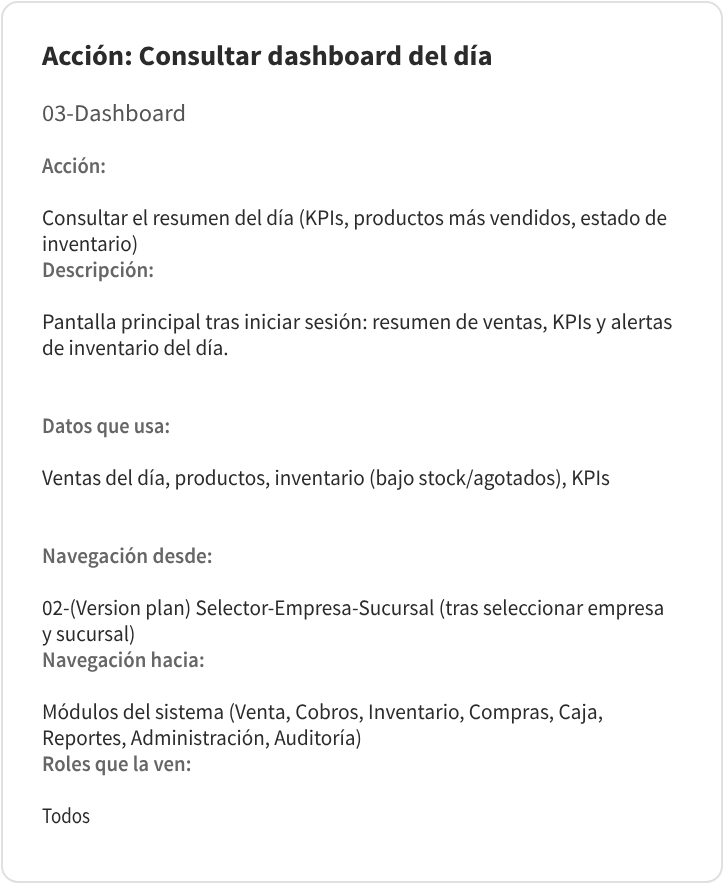 Acción: Consultar dashboard del día
03-Dashboard
Acción:
Consultar el resumen del día (KPIs, productos más vendidos, estado de
inventario)
Descripción:
Pantalla principal tras iniciar sesión: resumen de ventas, KPIs y alertas
de inventario del día.
Datos que usa:
Ventas del día, productos, inventario (bajo stock/agotados), KPIs
Navegación desde:
02-(Version plan) Selector-Empresa-Sucursal (tras seleccionar empresa
y sucursal)
Navegación hacia:
Módulos del sistema (Venta, Cobros, Inventario, Compras, Caja,
Reportes, Administración, Auditoría)
Roles que la ven:
Todos